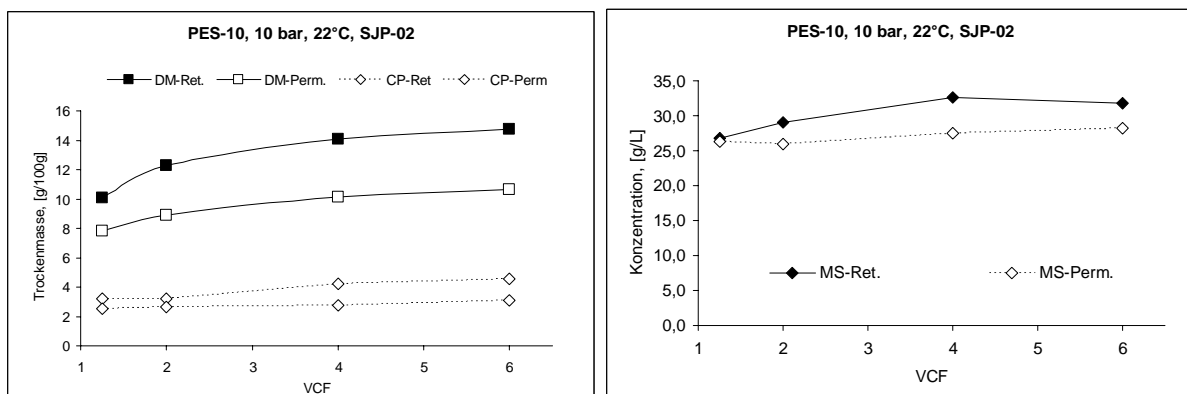 PES-10, 10 bar, 22°C, SJP-02
DM-Ret. DM-Perm. CP-Ret CP-Perm
Trockenmasse, [g/100g]
16
14
12
10
8
6
4
2
0
1 2 3 4 5 6
VCF
PES-10, 10 bar, 22°C, SJP-02
Konzentration, [g/L]
35,0
30,0
25,0
20,0
15,0
10,0
5,0
0,0
MS-Ret. MS-Perm.
1 2 3 4 5 6
VCF